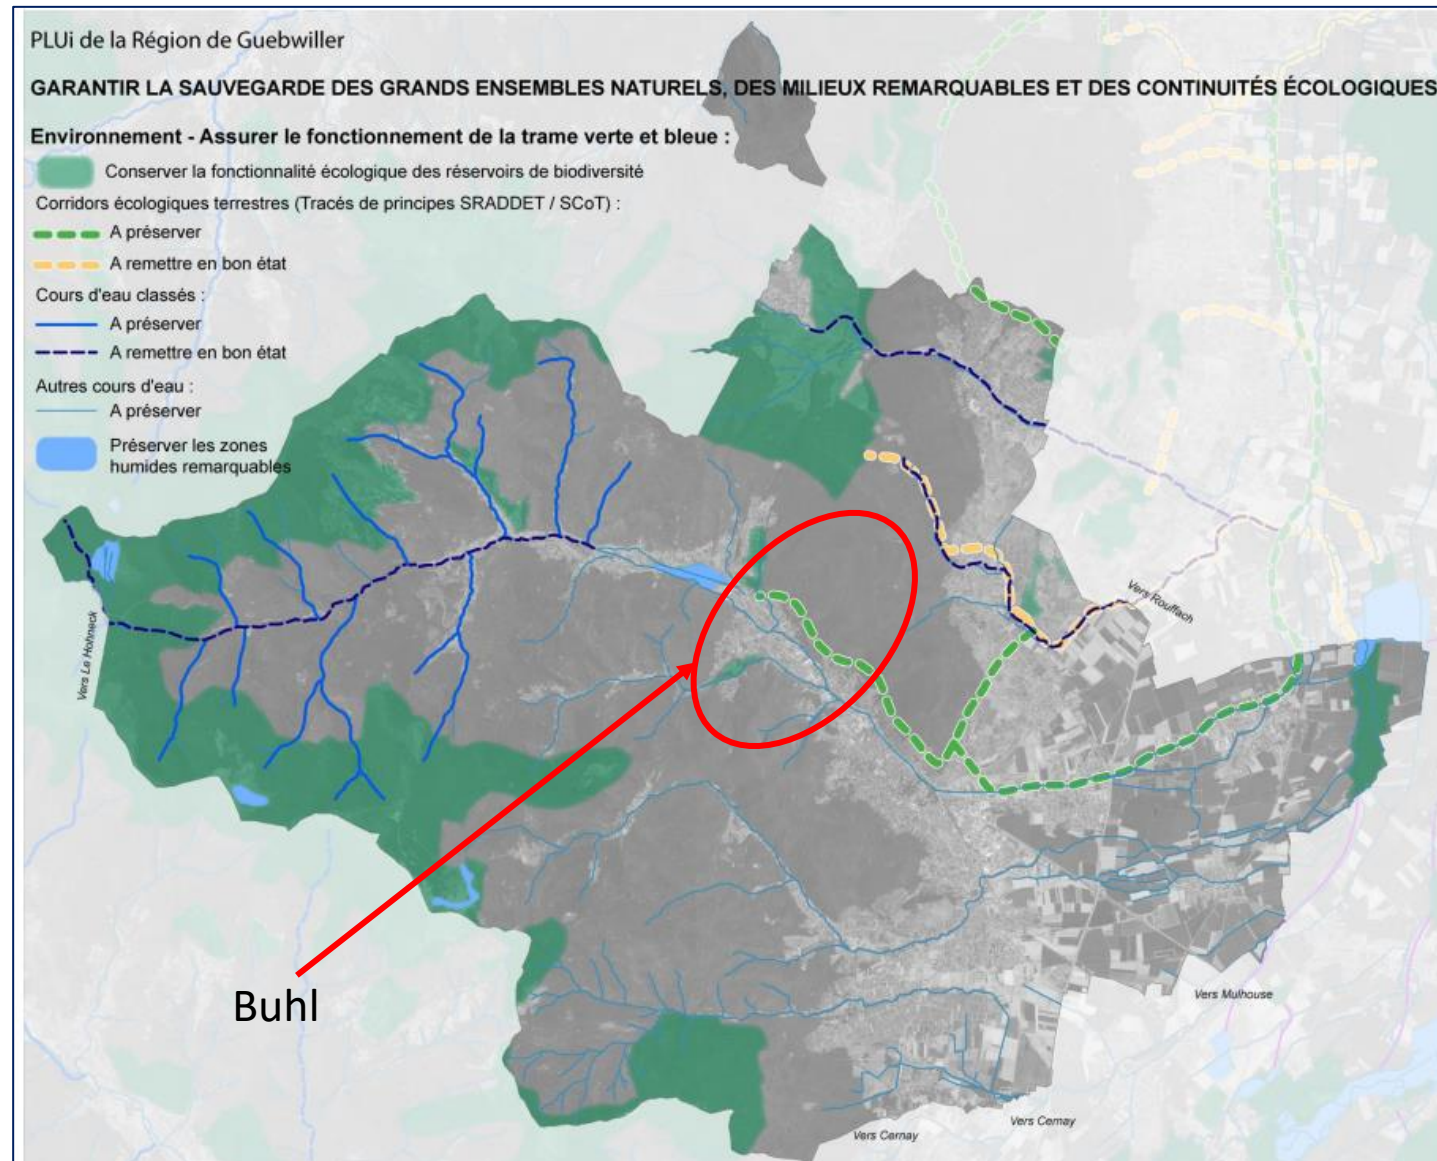 PLUi de la Région de Guebwiller
GARANTIR LA SAUVEGARDE DES GRANDS ENSEMBLES NATURELS, DES MILIEUX REMARQUABLES ET DES CONTINUITÉS ÉCOLOGIQUES
Environnement - Assurer le fonctionnement de la trame verte et bleue :
Conserver la fonctionnalité écologique des réservoirs de biodiversité
Corridors écologiques terrestres (Tracés de principes SRADDET / SCoT) :
A préserver
A remettre en bon état
Cours d'eau classés :
A préserver
A remettre en bon état
Autres cours d'eau :
A préserver
Préserver les zones
humides remarquables
Vers Rouffach
Vers Le Hohneck
Buhl
Vers Mulhouse
Vers Cernay
Vers Cernay